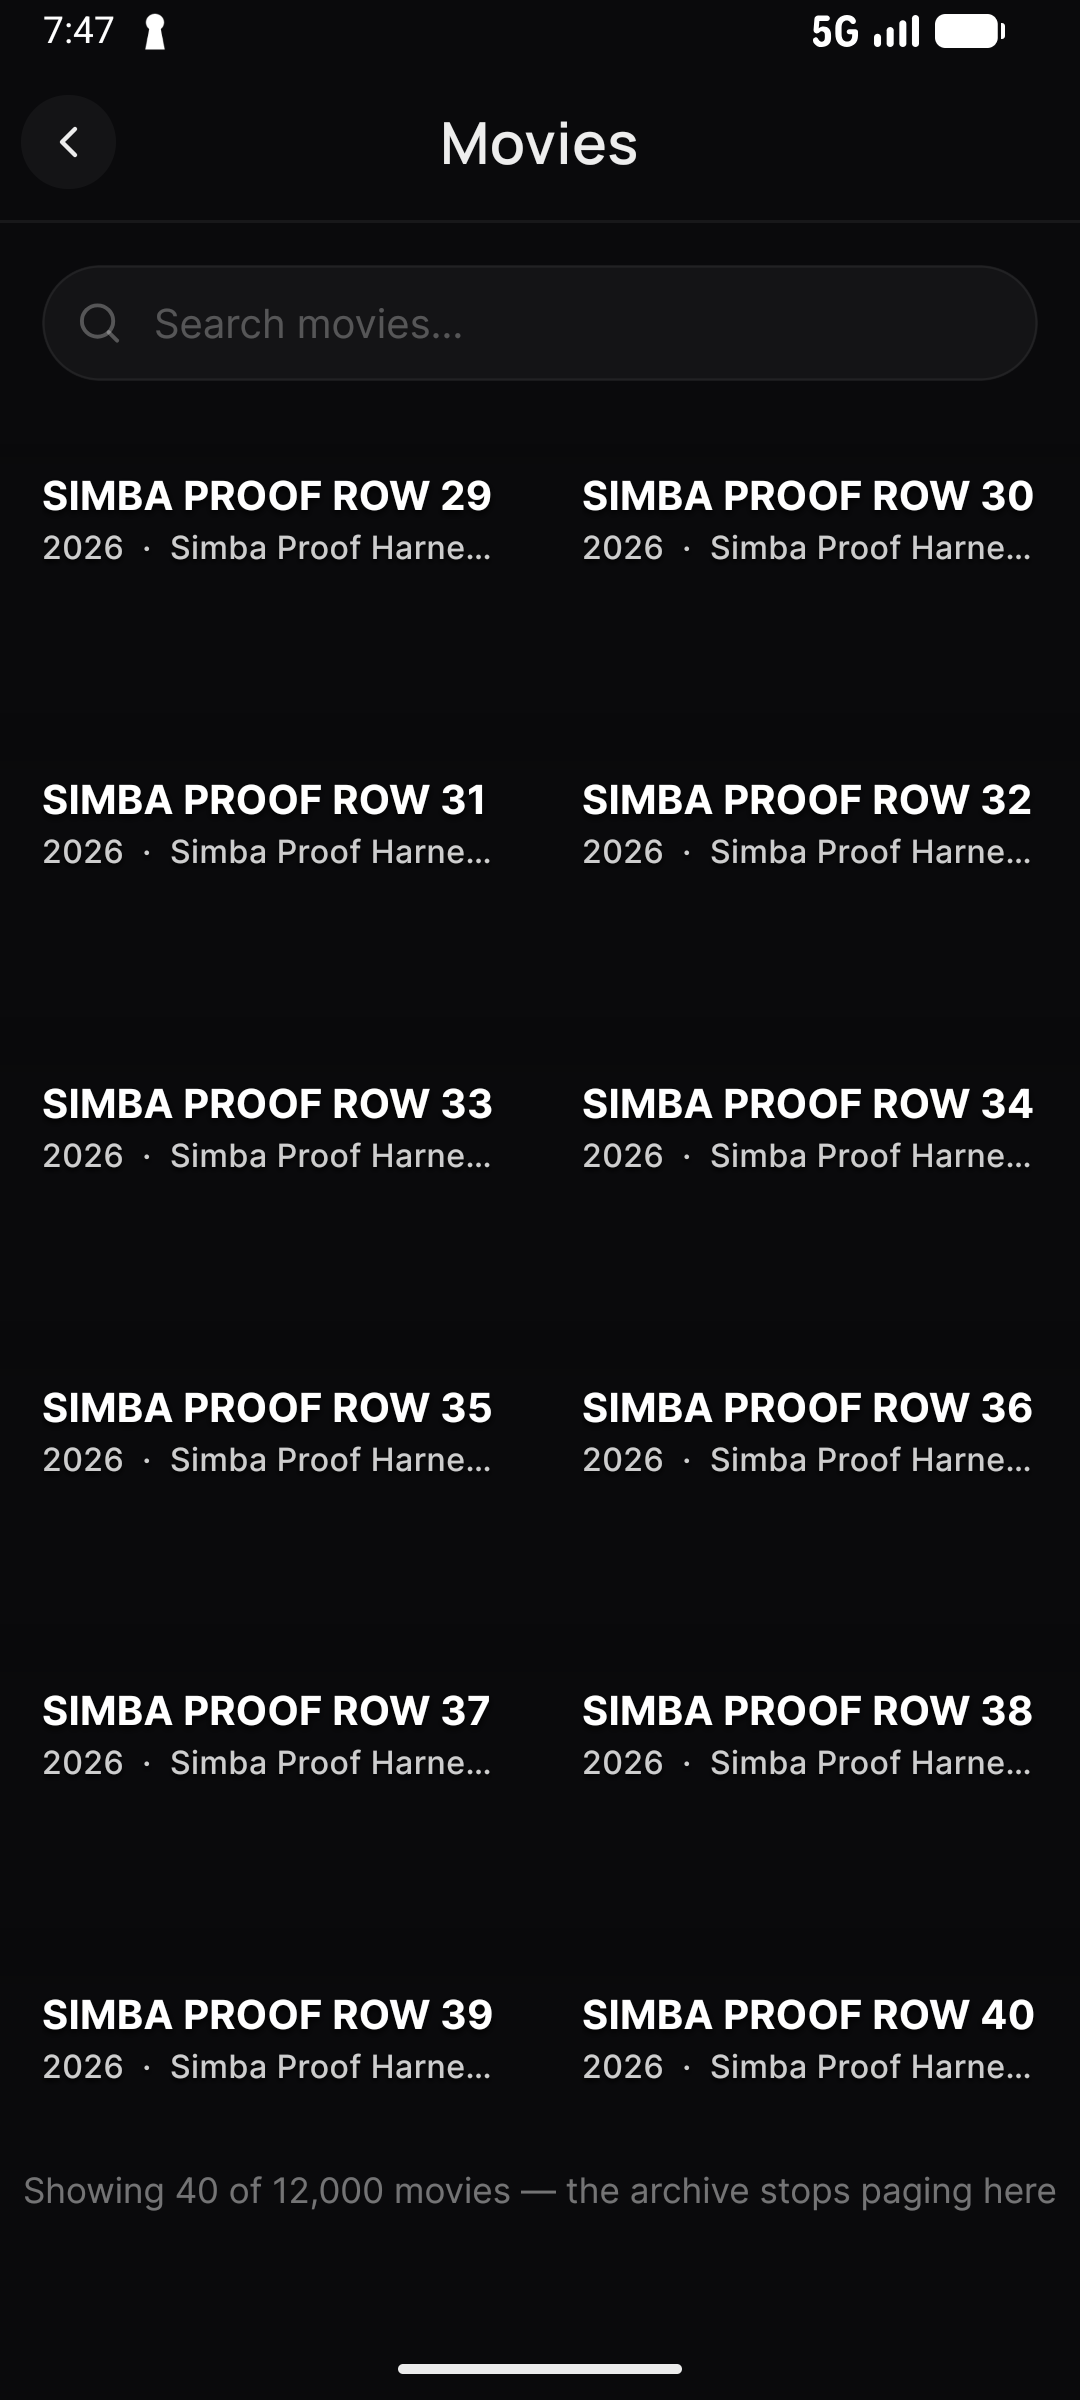 7:47
5G
Movies
Search movies...
SIMBA PROOF ROW 29
2026 · Simba Proof Harne...
SIMBA PROOF ROW 30
2026 · Simba Proof Harne...
SIMBA PROOF ROW 31
2026 · Simba Proof Harne...
SIMBA PROOF ROW 32
2026 · Simba Proof Harne...
SIMBA PROOF ROW 33
2026 · Simba Proof Harne...
SIMBA PROOF ROW 34
2026 · Simba Proof Harne...
SIMBA PROOF ROW 35
2026 · Simba Proof Harne...
SIMBA PROOF ROW 36
2026 · Simba Proof Harne...
SIMBA PROOF ROW 37
2026 · Simba Proof Harne...
SIMBA PROOF ROW 38
2026 · Simba Proof Harne...
SIMBA PROOF ROW 39
2026 · Simba Proof Harne...
SIMBA PROOF ROW 40
2026 · Simba Proof Harne...
Showing 40 of 12,000 movies — the archive stops paging here